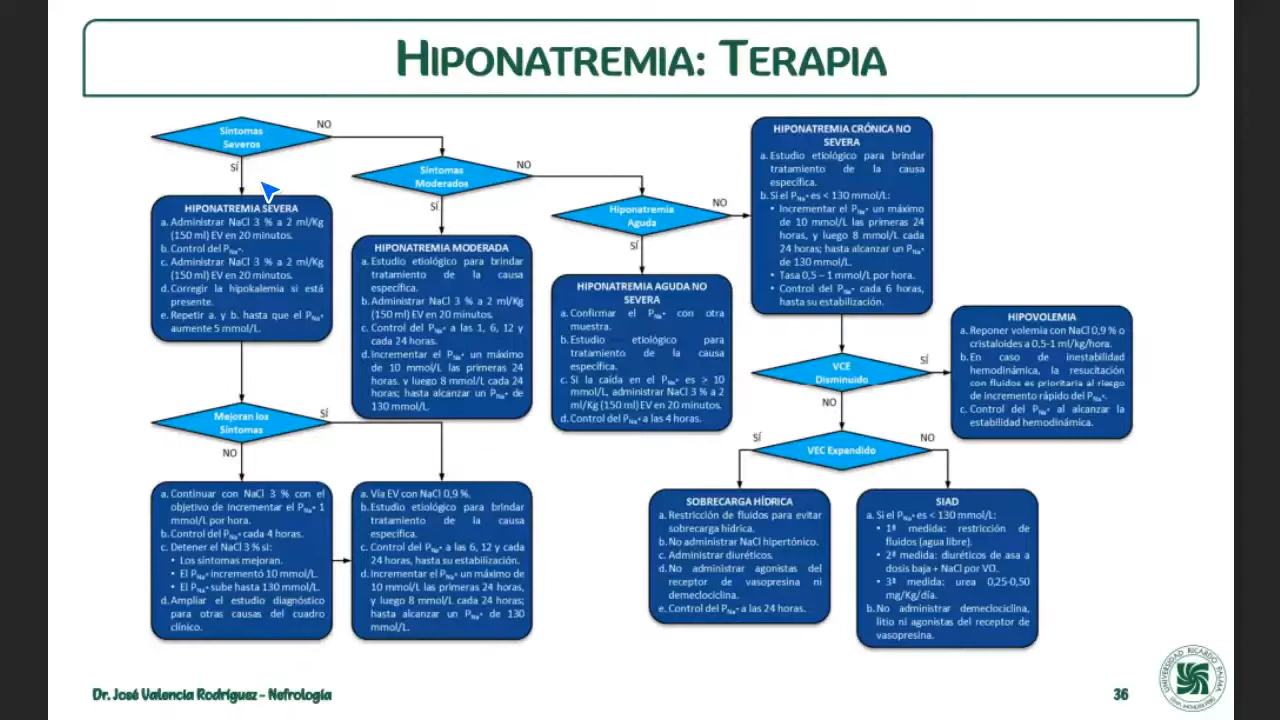 HIPONATREMIA: TERAPIA
Síntomas
Severos
NO
SÍ
HIPONATREMIA SEVERA
a. Administrar NaCl 3 % a 2 ml/Kg
(150 ml) EV en 20 minutos.
b. Control del PNa+.
c. Administrar NaCl 3 % a 2 ml/Kg
(150 ml) EV en 20 minutos.
d. Corregir la hipokalemia si está
presente.
e. Repetir a. y b. hasta que el PNa+
aumente 5 mmol/L.
Mejoran los
Síntomas
SÍ
NO
a. Continuar con NaCl 3 % con el
objetivo de incrementar el PNa+ 1
mmol/L por hora.
b. Control del PNa+ cada 4 horas.
c. Detener el NaCl 3 % si:
• Los síntomas mejoran.
• El PNa+ incrementó 10 mmol/L.
• El PNa+ sube hasta 130 mmol/L.
d. Ampliar el estudio diagnóstico
para otras causas del cuadro
clínico.
a. Vía EV con NaCl 0,9 %.
b. Estudio etiológico para brindar
tratamiento de la causa
específica.
c. Control del PNa+ a las 6, 12 y cada
24 horas, hasta su estabilización.
d. Incrementar el PNa+ un máximo de
10 mmol/L las primeras 24 horas,
y luego 8 mmol/L cada 24 horas;
hasta alcanzar un PNa+ de 130
mmol/L.
Síntomas
Moderados
NO
SÍ
HIPONATREMIA MODERADA
a. Estudio etiológico para brindar
tratamiento de la causa
específica.
b. Administrar NaCl 3 % a 2 ml/Kg
(150 ml) EV en 20 minutos.
c. Control del PNa+ a las 1, 6, 12 y
cada 24 horas.
d. Incrementar el PNa+ un máximo
de 10 mmol/L las primeras 24
horas. y luego 8 mmol/L cada 24
horas; hasta alcanzar un PNa+ de
130 mmol/L.
Hiponatremia
Aguda
NO
SÍ
HIPONATREMIA AGUDA NO
SEVERA
a. Confirmar el PNa+ con otra
muestra.
b. Estudio etiológico para
tratamiento de la causa
específica.
c. Si la caída en el PNa+ es > 10
mmol/L, administrar NaCl 3 % a 2
ml/Kg (150 ml) EV en 20 minutos.
d. Control del PNa+ a las 4 horas.
HIPONATREMIA CRÓNICA NO
SEVERA
a. Estudio etiológico para brindar
tratamiento de la causa
específica.
b. Si el PNa+ es < 130 mmol/L:
• Incrementar el PNa+ un máximo
de 10 mmol/L las primeras 24
horas, y luego 8 mmol/L cada
24 horas; hasta alcanzar un PNa+
de 130 mmol/L.
• Tasa 0,5 – 1 mmol/L por hora.
• Control del PNa+ cada 6 horas,
hasta su estabilización.
VCE
Disminuido
SÍ
NO
HIPOVOLEMIA
a. Reponer volemia con NaCl 0,9 % o
cristaloides a 0,5-1 ml/kg/hora.
b. En caso de inestabilidad
hemodinámica, la resucitación
con fluidos es prioritaria al riesgo
de incremento rápido del PNa+.
c. Control del PNa+ al alcanzar la
estabilidad hemodinámica.
VEC Expandido
SÍ
NO
SOBRECARGA HÍDRICA
a. Restricción de fluidos para evitar
sobrecarga hídrica.
b. No administrar NaCl hipertónico.
c. Administrar diuréticos.
d. No administrar agonistas del
receptor de vasopresina ni
demeclociclina.
e. Control del PNa+ a las 24 horas.
SIAD
a. Si el PNa+ es < 130 mmol/L:
• 1ª medida: restricción de
fluidos (agua libre).
• 2ª medida: diuréticos de asa a
dosis baja + NaCl por VO.
• 3ª medida: urea 0,25-0,50
mg/Kg/día.
b. No administrar demeclociclina,
litio ni agonistas del receptor de
vasopresina.
Dr. José Valencia Rodríguez - Nefrología
36
UNIVERSIDAD RICARDO PALMA